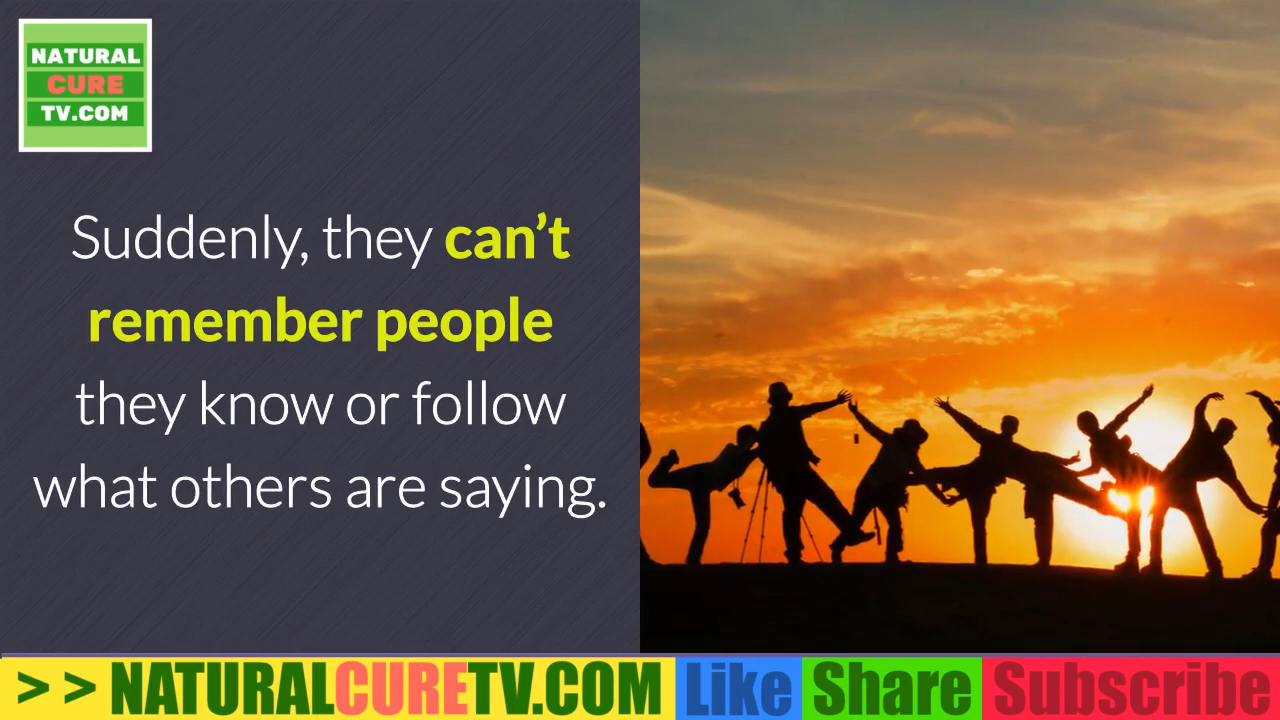 NATURAL
CURE
TV.COM
Suddenly, they can’t
remember people
they know or follow
what others are saying.
> > NATURALCURETV.COM Like Share Subscribe